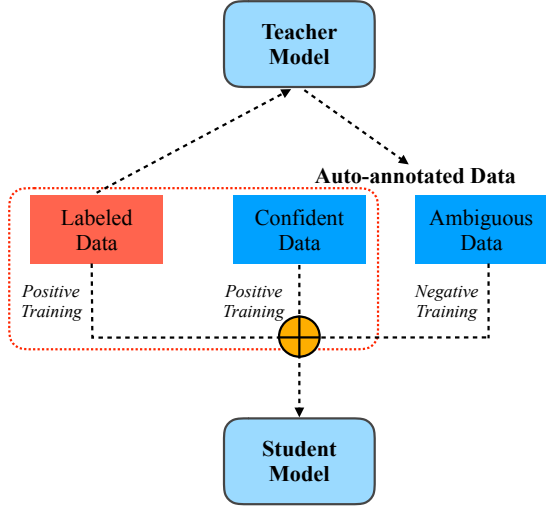 Teacher
Model
Auto-annotated Data
Labeled
Data
Confident
Data
Ambiguous
Data
Positive
Training
Positive
Training
Negative
Training
Student
Model